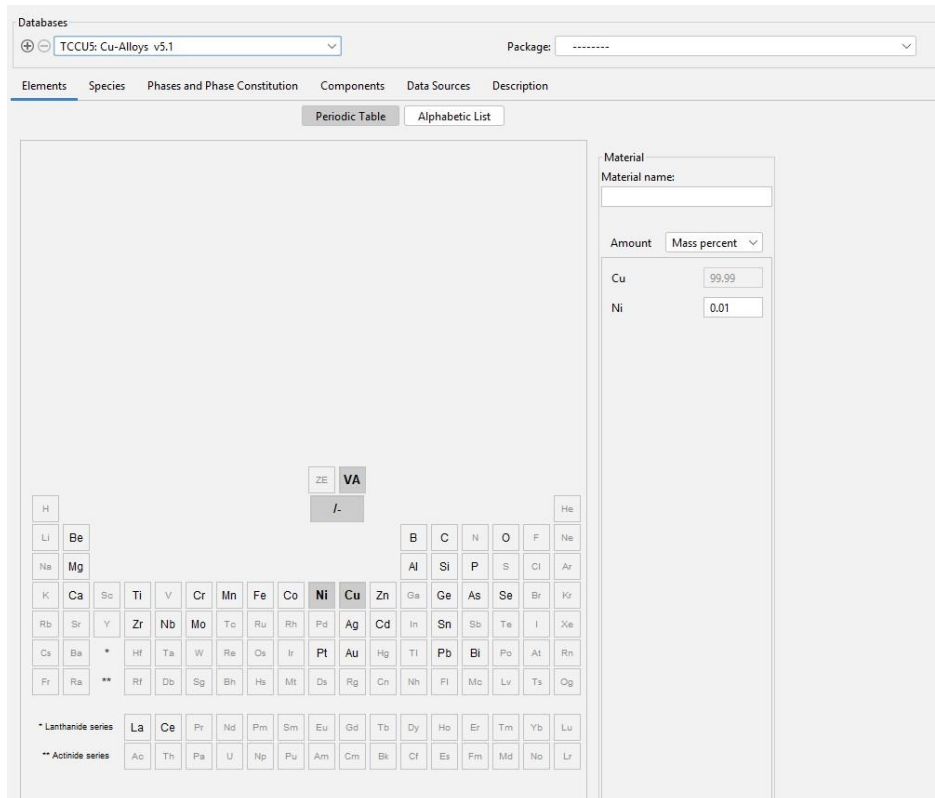 Databases
TCCU5: Cu-Alloys v5.1 Package: --------
Elements Species Phases and Phase Constitution Components Data Sources Description
Periodic Table Alphabetic List
Material
Material name:
Amount Mass percent
Cu 99.99
Ni 0.01
ZE VA
/-
H He
Li Be B C N O F Ne
Na Mg Al Si P S Cl Ar
K Ca Sc Ti V Cr Mn Fe Co Ni Cu Zn Ga Ge As Se Br Kr
Rb Sr Y Zr Nb Mo Tc Ru Rh Pd Ag Cd In Sn Sb Te I Xe
Cs Ba * Hf Ta W Re Os Ir Pt Au Hg Tl Pb Bi Po At Rn
Fr Ra ** Rf Db Sg Bh Hs Mt Ds Rg Cn Nh Fl Mc Lv Ts Og
* Lanthanide series La Ce Pr Nd Pm Sm Eu Gd Tb Dy Ho Er Tm Yb Lu
** Actinide series Ac Th Pa U Np Pu Am Cm Bk Cf Es Fm Md No Lr